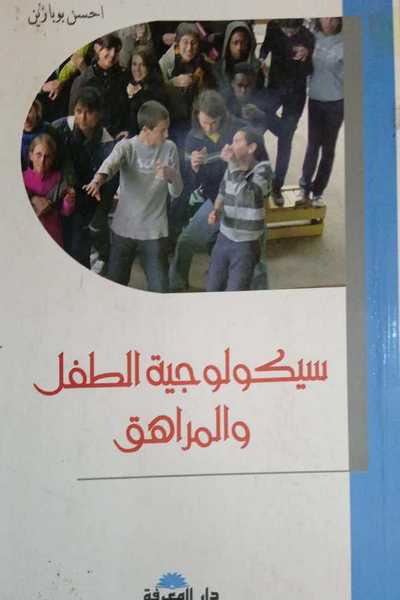 احسن بوبازين
سيكولوجية الطفل
والمراهق
دار المعرفة